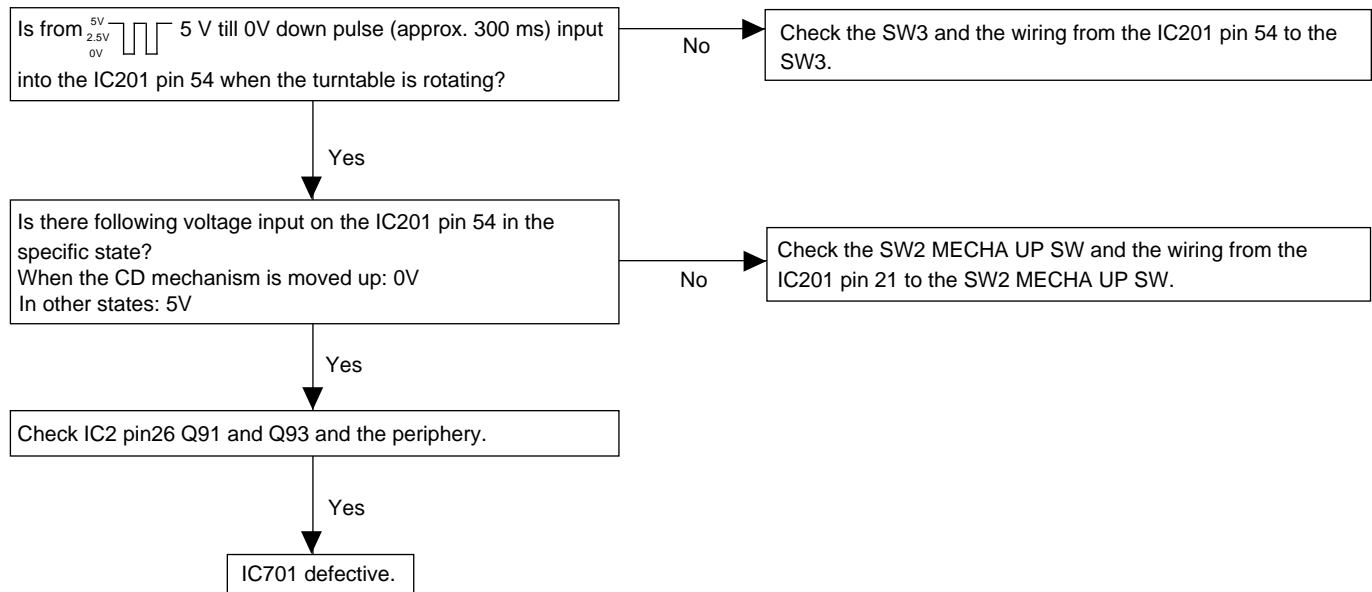 Is from 5V 2.5V 0V 5 V till 0V down pulse (approx. 300 ms) input
into the IC201 pin 54 when the turntable is rotating?
No
Check the SW3 and the wiring from the IC201 pin 54 to the
SW3.
Yes
Is there following voltage input on the IC201 pin 54 in the
specific state?
When the CD mechanism is moved up: 0V
In other states: 5V
No
Check the SW2 MECHA UP SW and the wiring from the
IC201 pin 21 to the SW2 MECHA UP SW.
Yes
Check IC2 pin26 Q91 and Q93 and the periphery.
Yes
IC701 defective.